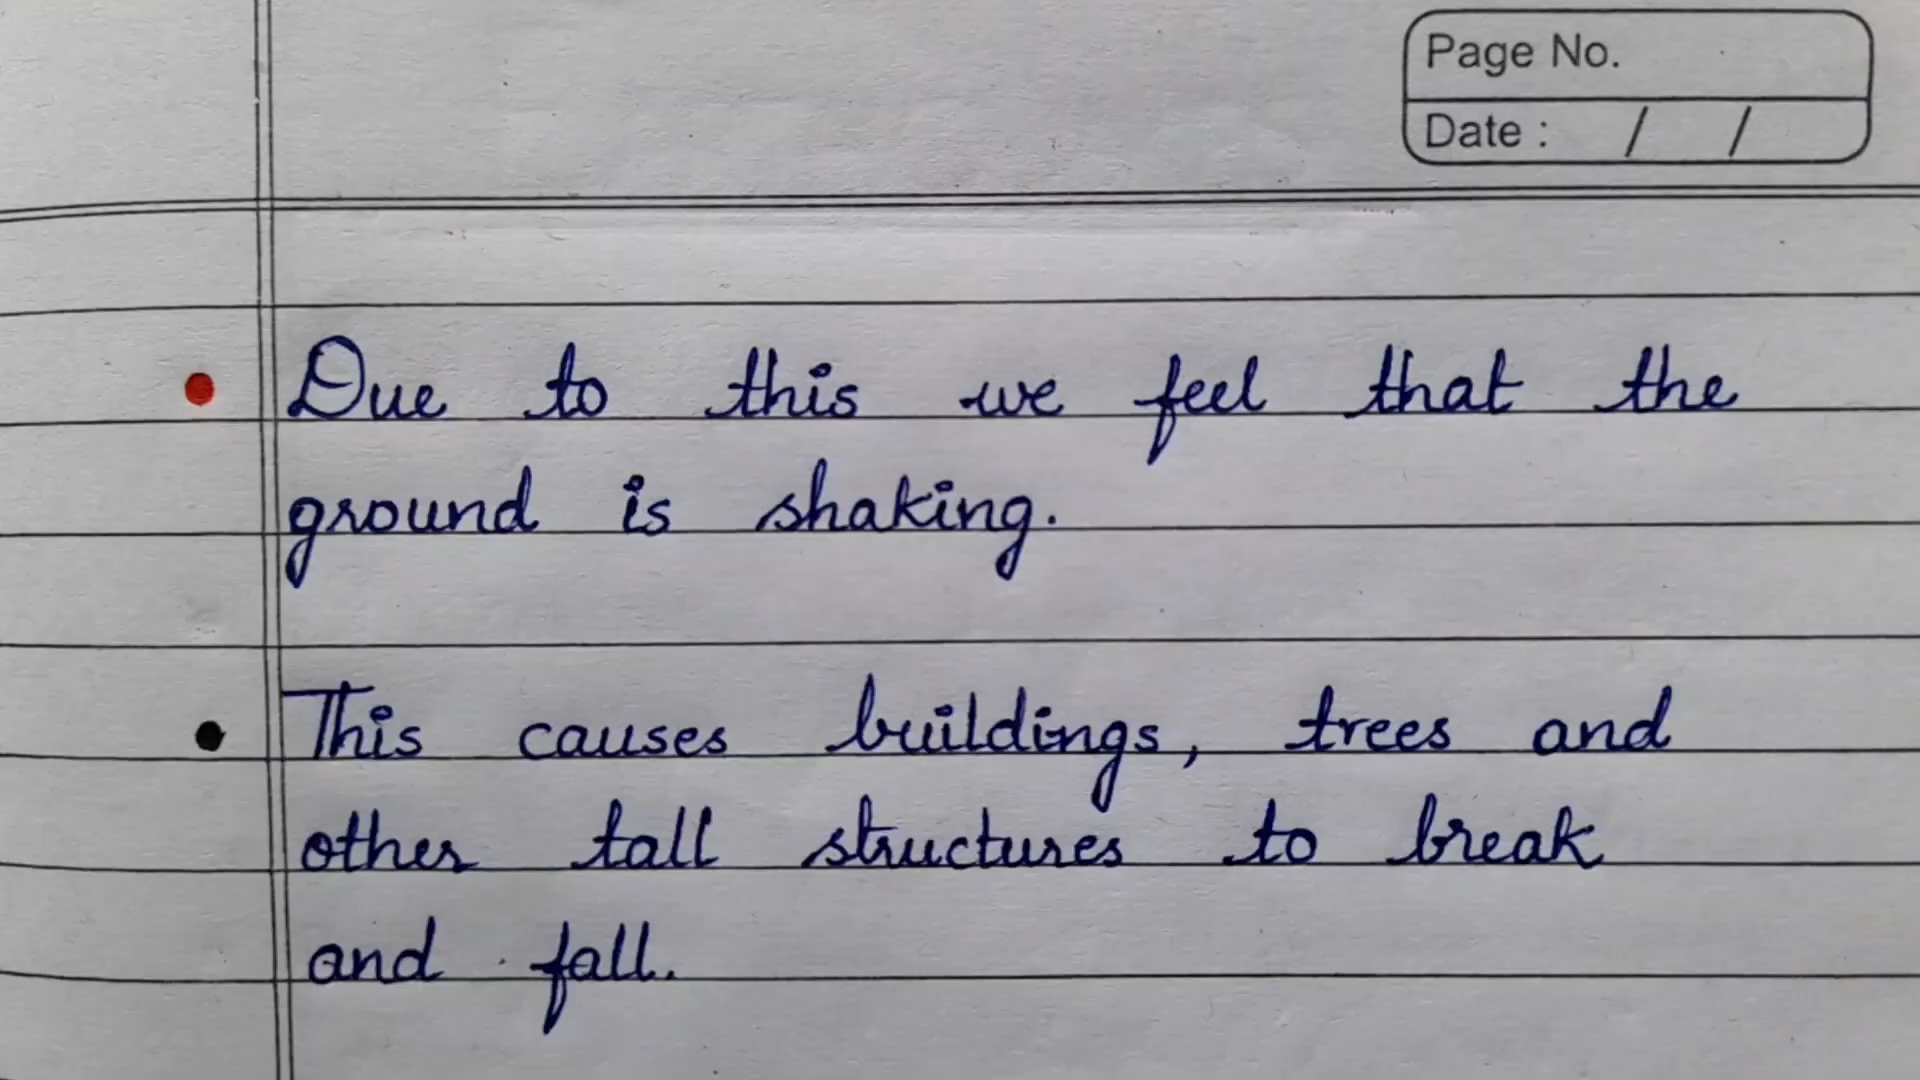 Page No.
Date : / /
Due to this we feel that the
ground is shaking.
This causes buildings, trees and
other tall structures to break
and fall.